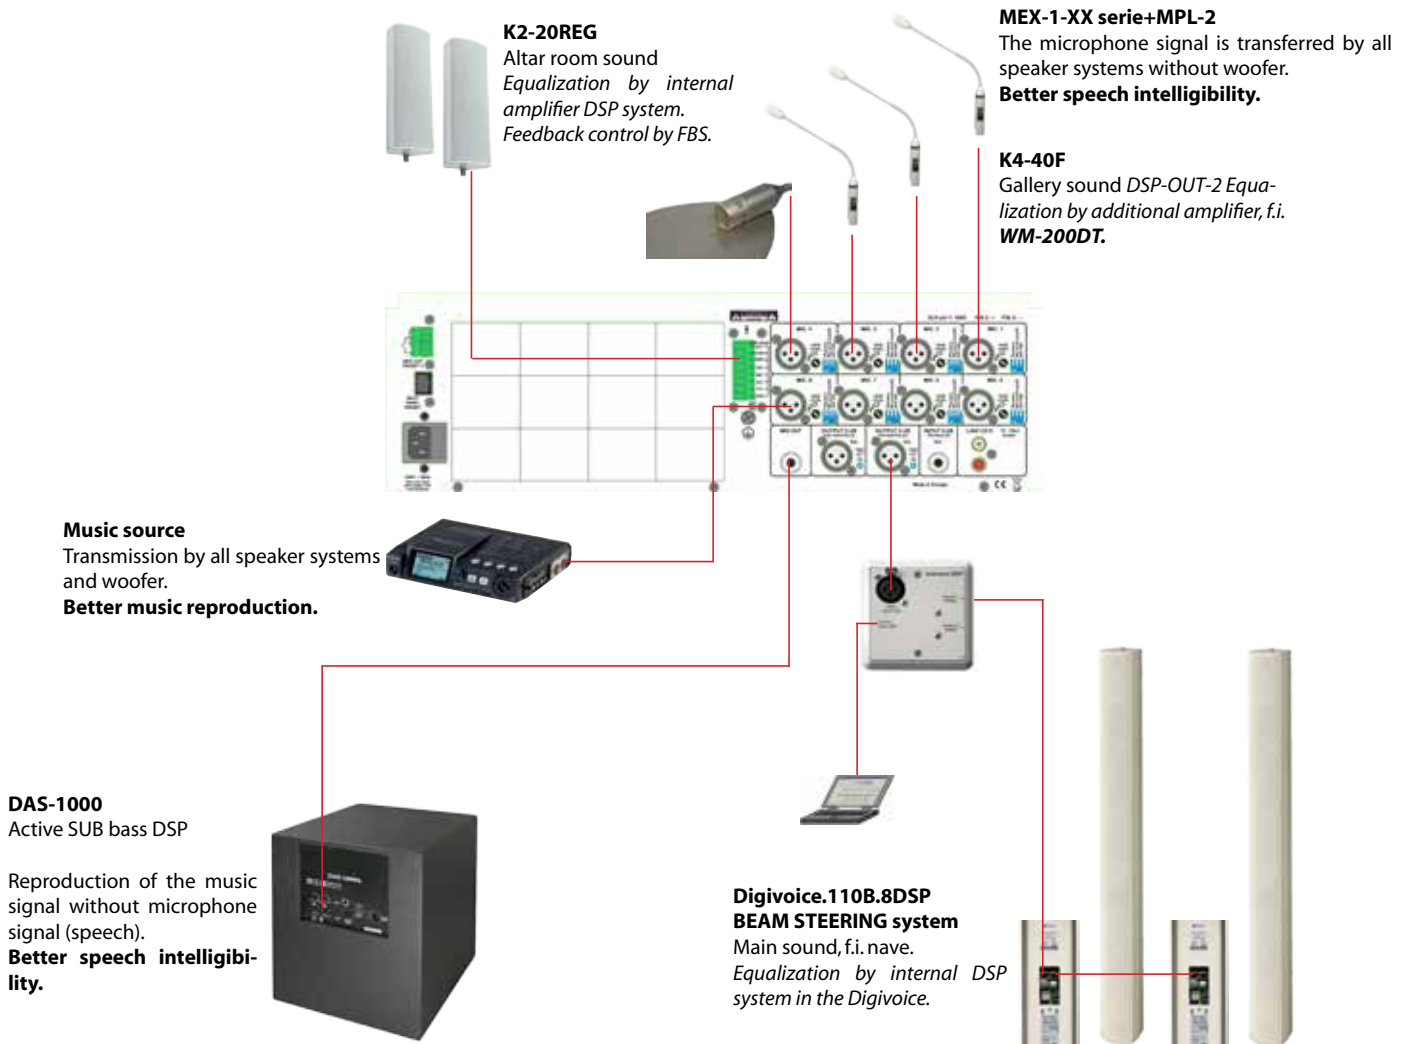 K2-20REG
Altar room sound
Equalization by internal
amplifier DSP system.
Feedback control by FBS.
MEX-1-XX serie+MPL-2
The microphone signal is transferred by all
speaker systems without woofer.
Better speech intelligibility.
K4-40F
Gallery sound DSP-OUT-2 Equa-
lization by additional amplifier, f.i.
WM-200DT.
Music source
Transmission by all speaker systems
and woofer.
Better music reproduction.
DAS-1000
Active SUB bass DSP
Reproduction of the music
signal without microphone
signal (speech).
Better speech intelligibi-
lity.
Digivoice.110B.8DSP
BEAM STEERING system
Main sound, f.i. nave.
Equalization by internal DSP
system in the Digivoice.